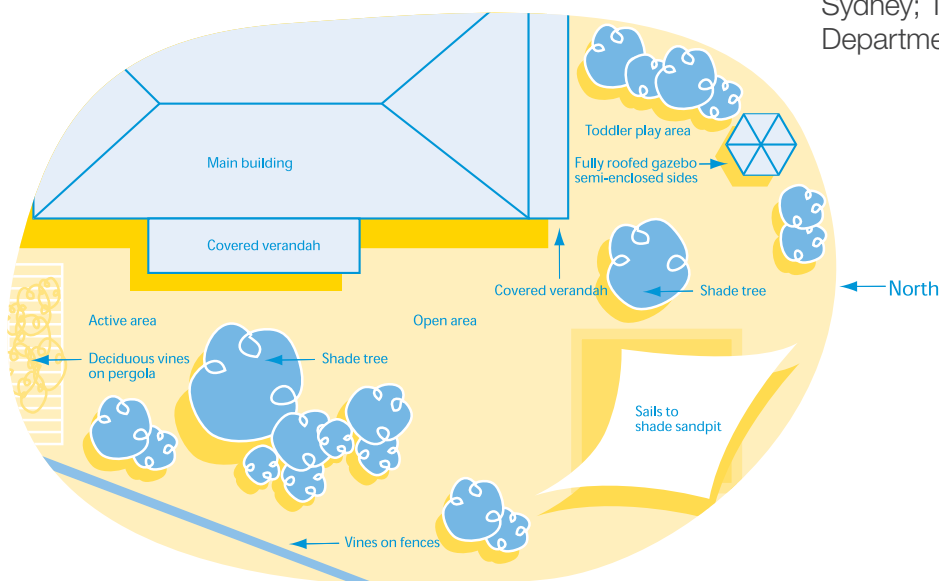 Sydney;
Departme
Toddler play area
Main building
Fully roofed gazebo
semi-enclosed sides
Covered verandah
Covered verandah
Shade tree
North
Active area
Open area
Deciduous vines
on pergola
Shade tree
Sails to
shade sandpit
Vines on fences